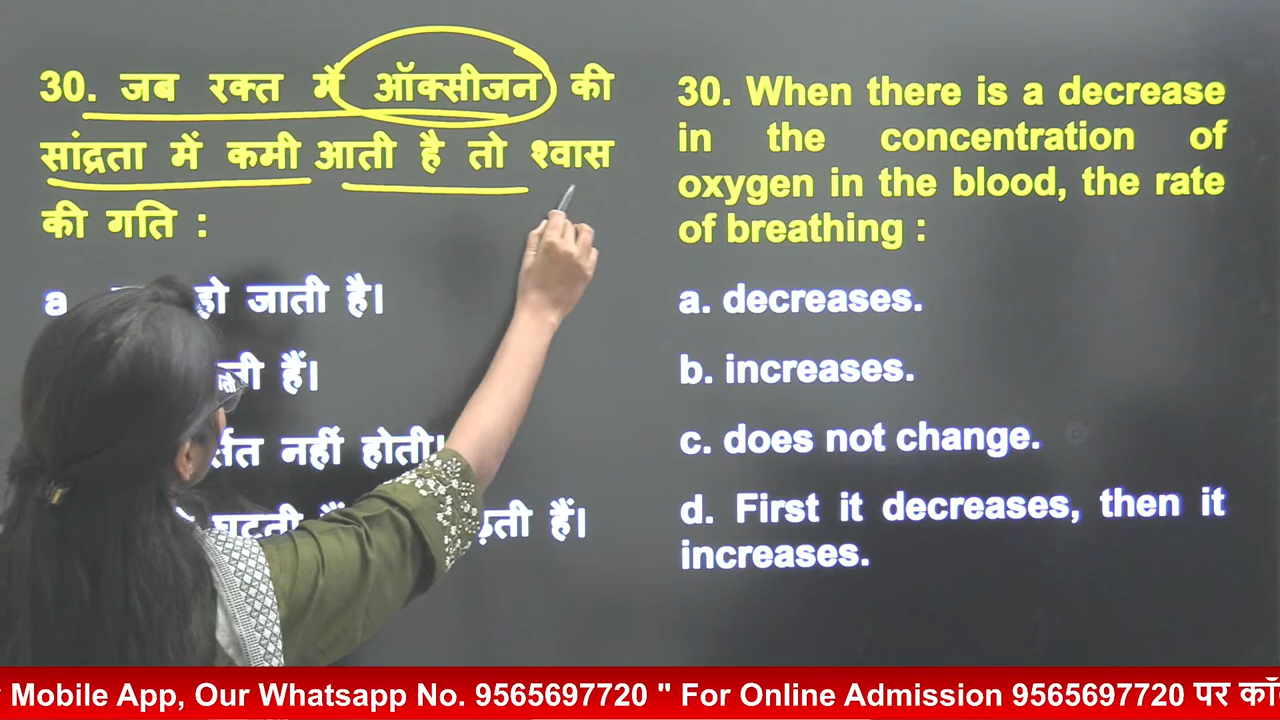 30. जब रक्त में ऑक्सीजन की
सांद्रता में कमी आती है तो श्वास
की गति :
a हो जाती है।
हैं।
नहीं होती।
घटती हैं।
30. When there is a decrease
in the concentration of
oxygen in the blood, the rate
of breathing :
a. decreases.
b. increases.
c. does not change.
d. First it decreases, then it
increases.
Mobile App, Our Whatsapp No. 9565697720 " For Online Admission 9565697720 पर